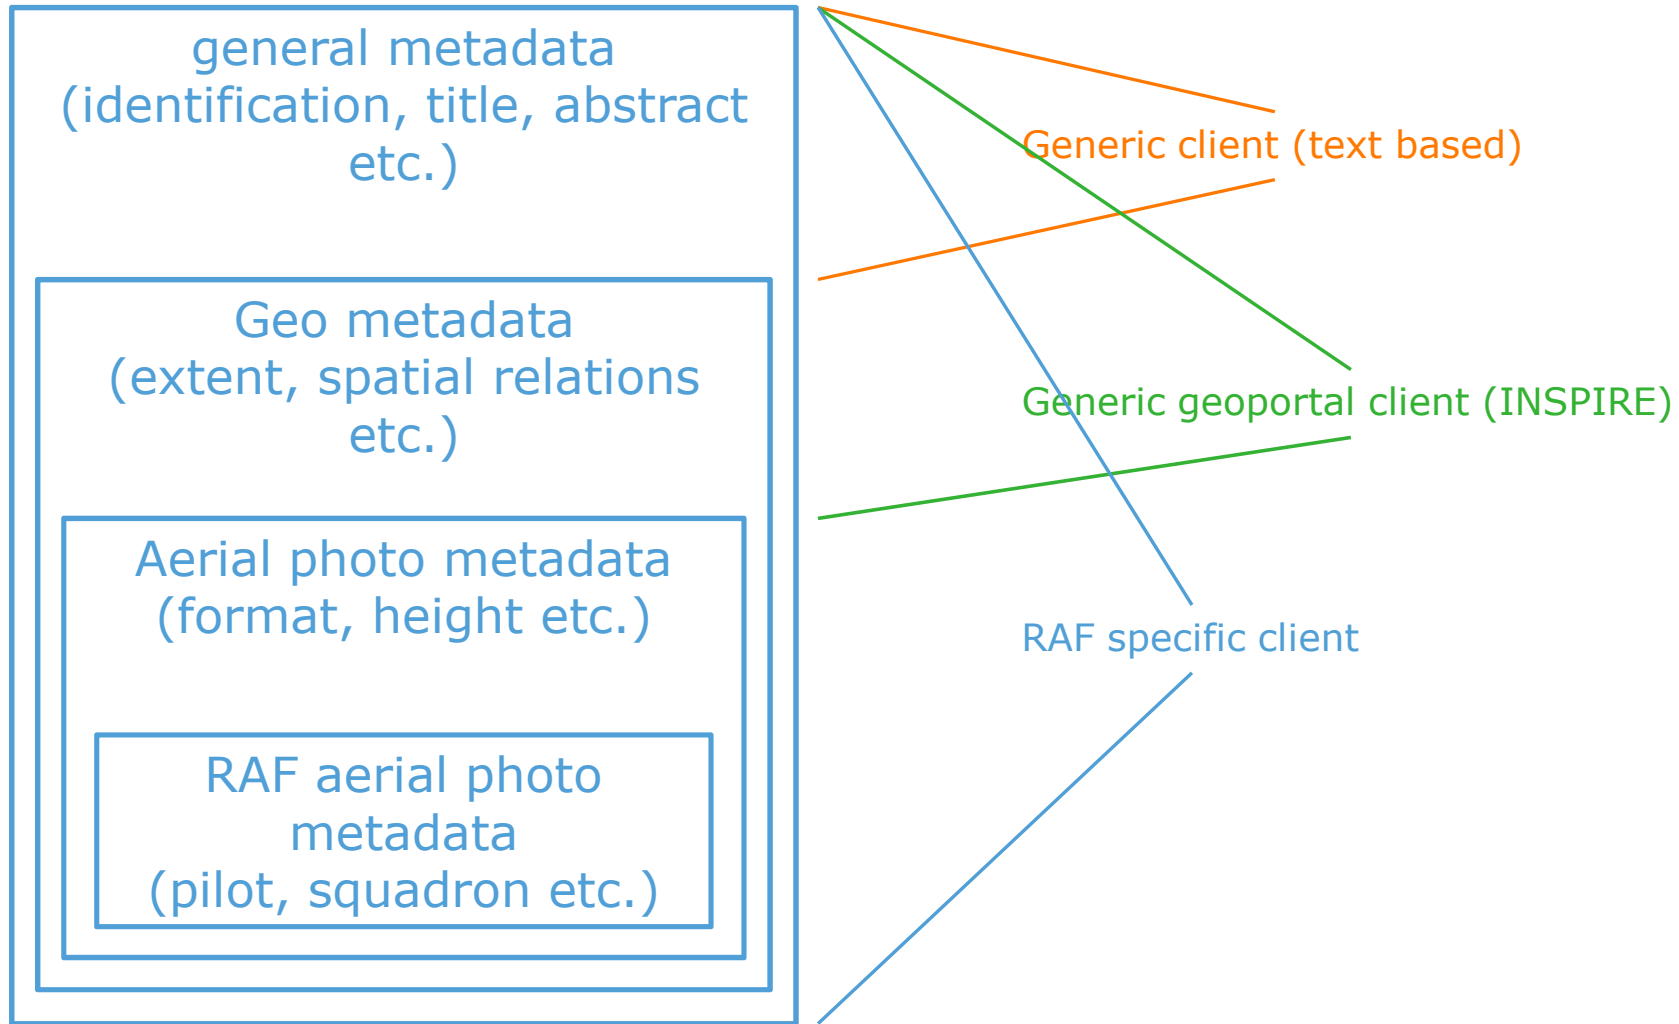 general metadata
(identification, title, abstract
etc.)
Geo metadata
(extent, spatial relations
etc.)
Aerial photo metadata
(format, height etc.)
RAF aerial photo
metadata
(pilot, squadron etc.)
Generic client (text based)
Generic geoportal client (INSPIRE)
RAF specific client